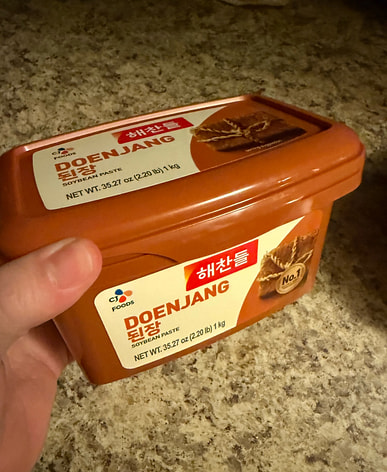 해찬들
CJ
FOODS
DOENJANG
된장
SOYBEAN PASTE
NET WT. 35.27 oz (2.20 lb) 1 kg
해찬들
CJ
FOODS
DOENJANG
된장
SOYBEAN PASTE
NET WT. 35.27 oz (2.20 lb) 1 kg
No.1